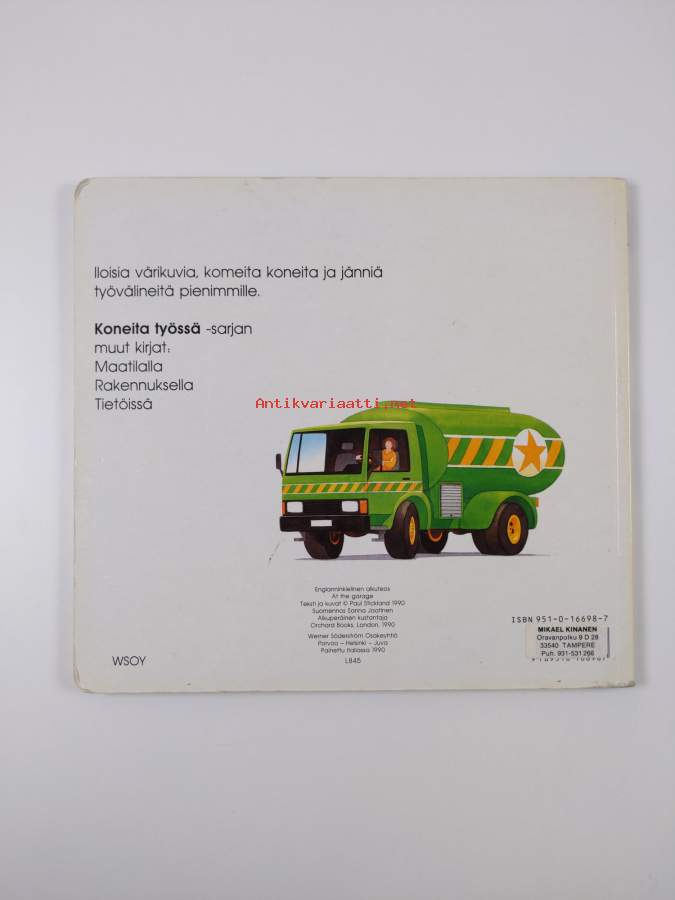 Iloisia värikuvia, komeita koneita ja jänniä
työvälineitä pienimmille.
Koneita työssä -sarjan
muut kirjat:
Maatilalla
Rakennuksella
Tietöissä
Antikvariaatti.net
Englanninkielinen alkuteos
At the garage
Teksti ja kuvat © Paul Stickland 1990
Suomennos Sanna Jaatinen
Alkuperäinen kustantaja
Orchard Books, London, 1990
Werner Söderström Osakeyhtiö
Porvoo – Helsinki – Juva
Painettu Italiassa 1990
L845
WSOY
ISBN 951-0-16698-7
MIKAEL KINANEN
Oravanpolku 9 D 28
33540 TAMPERE
Puh. 931-531 266